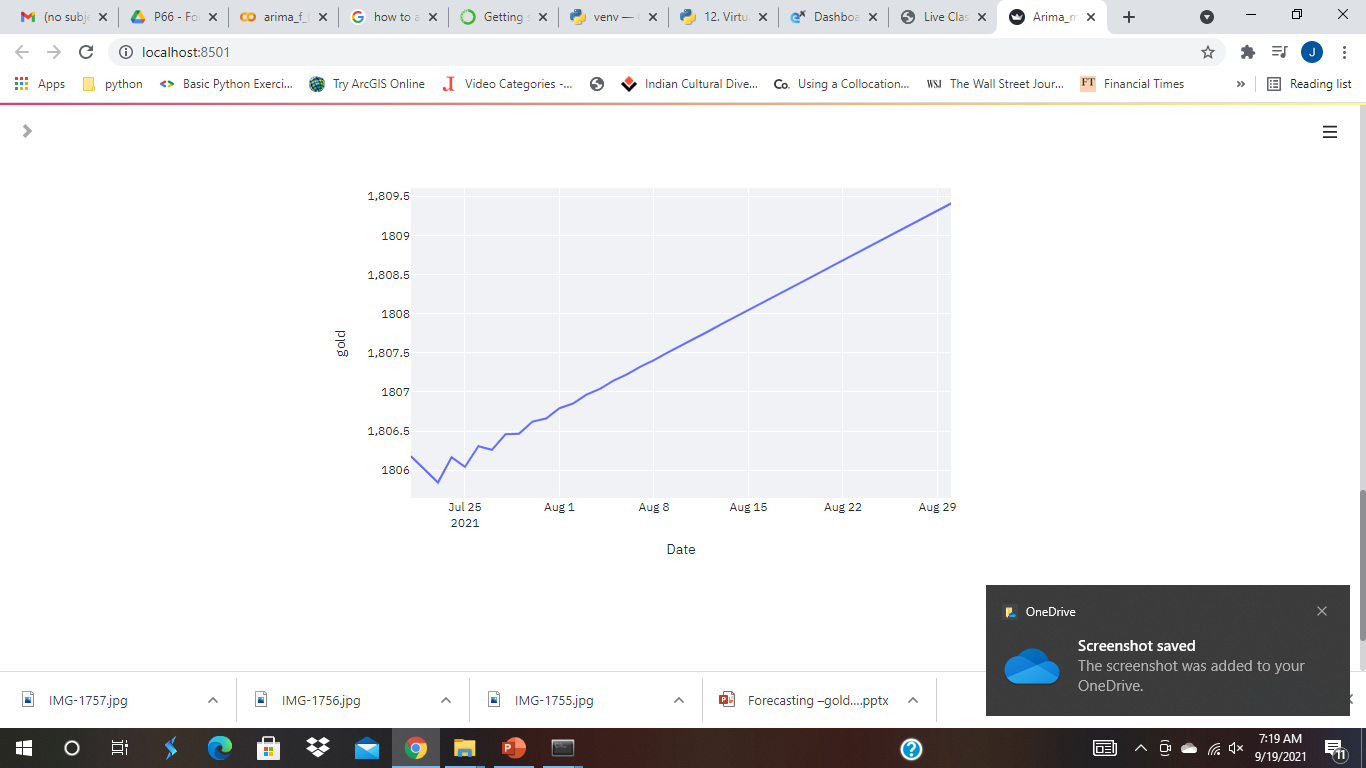 (no subje
P66 - Fo
arima_f_
how to a
Getting s
venv —
12. Virtu
Dashboa
Live Clas
Arima_m
localhost:8501
J
Apps
python
Basic Python Exerci...
Try ArcGIS Online
Video Categories -...
Indian Cultural Dive...
Co.
Using a Collocation...
WSJ
The Wall Street Jour...
FT
Financial Times
»
Reading list
1,809.5
1809
1,808.5
1808
1,807.5
1807
1,806.5
1806
gold
Jul 25
2021
Aug 1
Aug 8
Aug 15
Aug 22
Aug 29
Date
OneDrive
Screenshot saved
The screenshot was added to your
OneDrive.
IMG-1757.jpg
IMG-1756.jpg
IMG-1755.jpg
Forecasting –gold....pptx
7:19 AM
9/19/2021
11